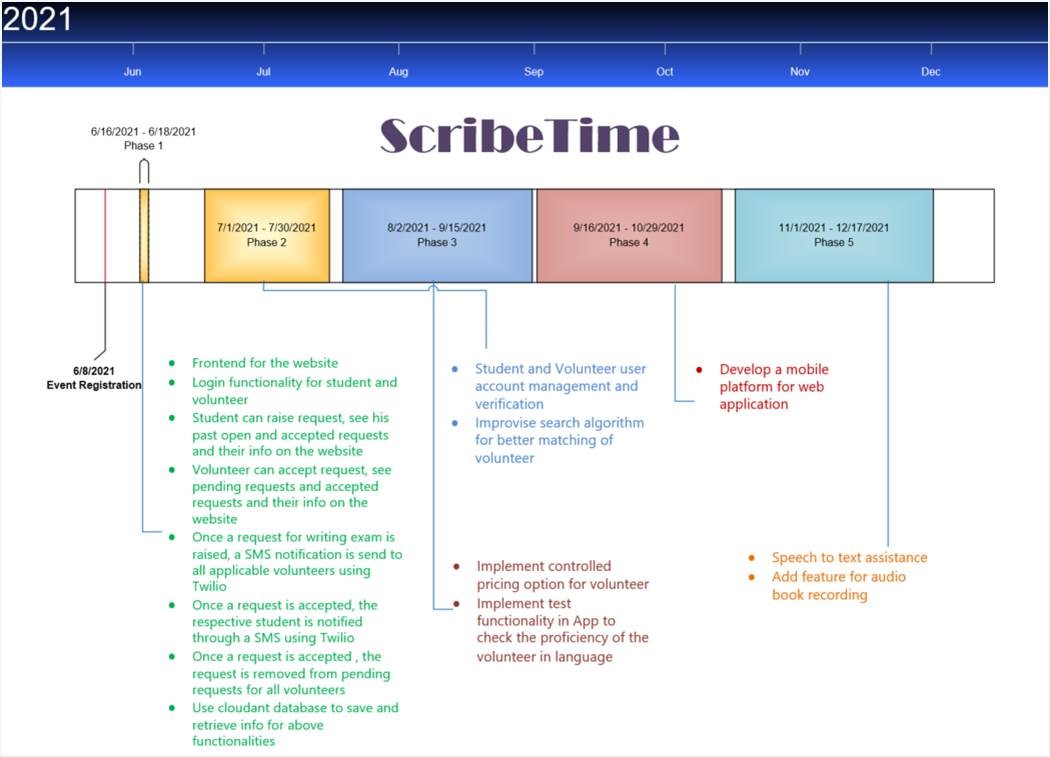 2021
Jun
Jul
Aug
Sep
Oct
Nov
Dec
6/16/2021 - 6/18/2021
Phase 1
ScribeTime
7/1/2021 - 7/30/2021
Phase 2
8/2/2021 - 9/15/2021
Phase 3
9/16/2021 - 10/29/2021
Phase 4
11/1/2021 - 12/17/2021
Phase 5
6/8/2021
Event Registration
● Frontend for the website
● Login functionality for student and
volunteer
● Student can raise request, see his
past open and accepted requests
and their info on the website
● Volunteer can accept request, see
pending requests and accepted
requests and their info on the
website
● Once a request for writing exam is
raised, a SMS notification is send to
all applicable volunteers using
Twilio
● Once a request is accepted, the
respective student is notified
through a SMS using Twilio
● Once a request is accepted , the
request is removed from pending
requests for all volunteers
● Use cloudant database to save and
retrieve info for above
functionalities
● Student and Volunteer user
account management and
verification
● Improvise search algorithm
for better matching of
volunteer
● Implement controlled
pricing option for volunteer
● Implement test
functionality in App to
check the proficiency of the
volunteer in language
● Develop a mobile
platform for web
application
● Speech to text assistance
● Add feature for audio
book recording